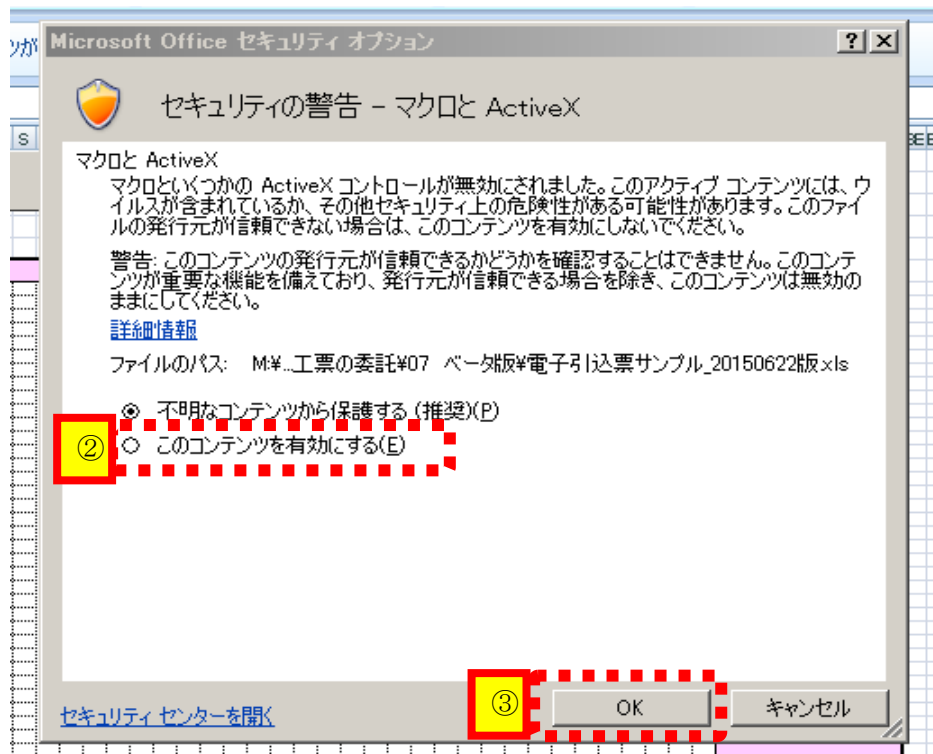 Microsoft Office セキュリティ オプション
ツが
セキュリティの警告 - マクロと ActiveX
S
マクロと ActiveX
マクロといくつかの ActiveX コントロールが無効にされました。このアクティブ コンテンツには、ウ
イルスが含まれているか、その他セキュリティ上の危険性がある可能性があります。このファイ
ルの発行元が信頼できない場合は、このコンテンツを有効にしないでください。
警告: このコンテンツの発行元が信頼できるかどうかを確認することはできません。このコンテ
ンツが重要な機能を備えており、発行元が信頼できる場合を除き、このコンテンツは無効の
ままにしてください。
詳細情報
ファイルのパス: M:¥...工票の委託¥07 ベータ版¥電子引込票サンプル_20150622版.xls
不明なコンテンツから保護する (推奨)(P)
② このコンテンツを有効にする(E)
③ OK キャンセル
セキュリティ センターを開く